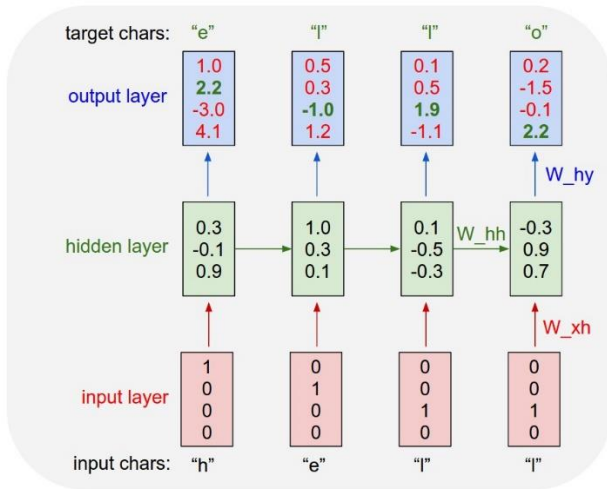 target chars: “e” “l” “l” “o”
1.0 0.5 0.1 0.2
2.2 0.3 0.5 -1.5
output layer
-3.0 -1.0 1.9 -0.1
4.1 1.2 -1.1 2.2
W_hy
0.3 1.0 0.1 -0.3
hidden layer -0.1 0.3 -0.5 W_hh 0.9
0.9 0.1 -0.3 0.7
W_xh
1 0 0 0
0 1 0 0
input layer
0 0 1 1
0 0 0 0
input chars: “h” “e” “l” “l”